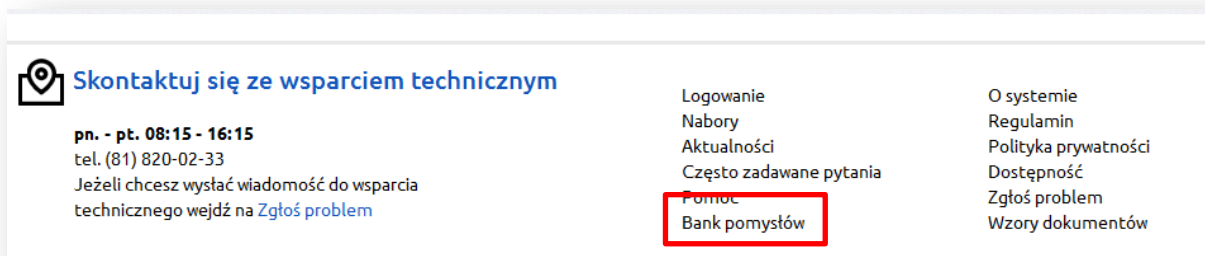 Skontaktuj się ze wsparciem technicznym
pn. - pt. 08:15 - 16:15
tel. (81) 820-02-33
Jeżeli chcesz wysłać wiadomość do wsparcia
technicznego wejdź na Zgłoś problem
Logowanie
Nabory
Aktualności
Często zadawane pytania
Pomoc
Bank pomysłów
O systemie
Regulamin
Polityka prywatności
Dostępność
Zgłoś problem
Wzory dokumentów